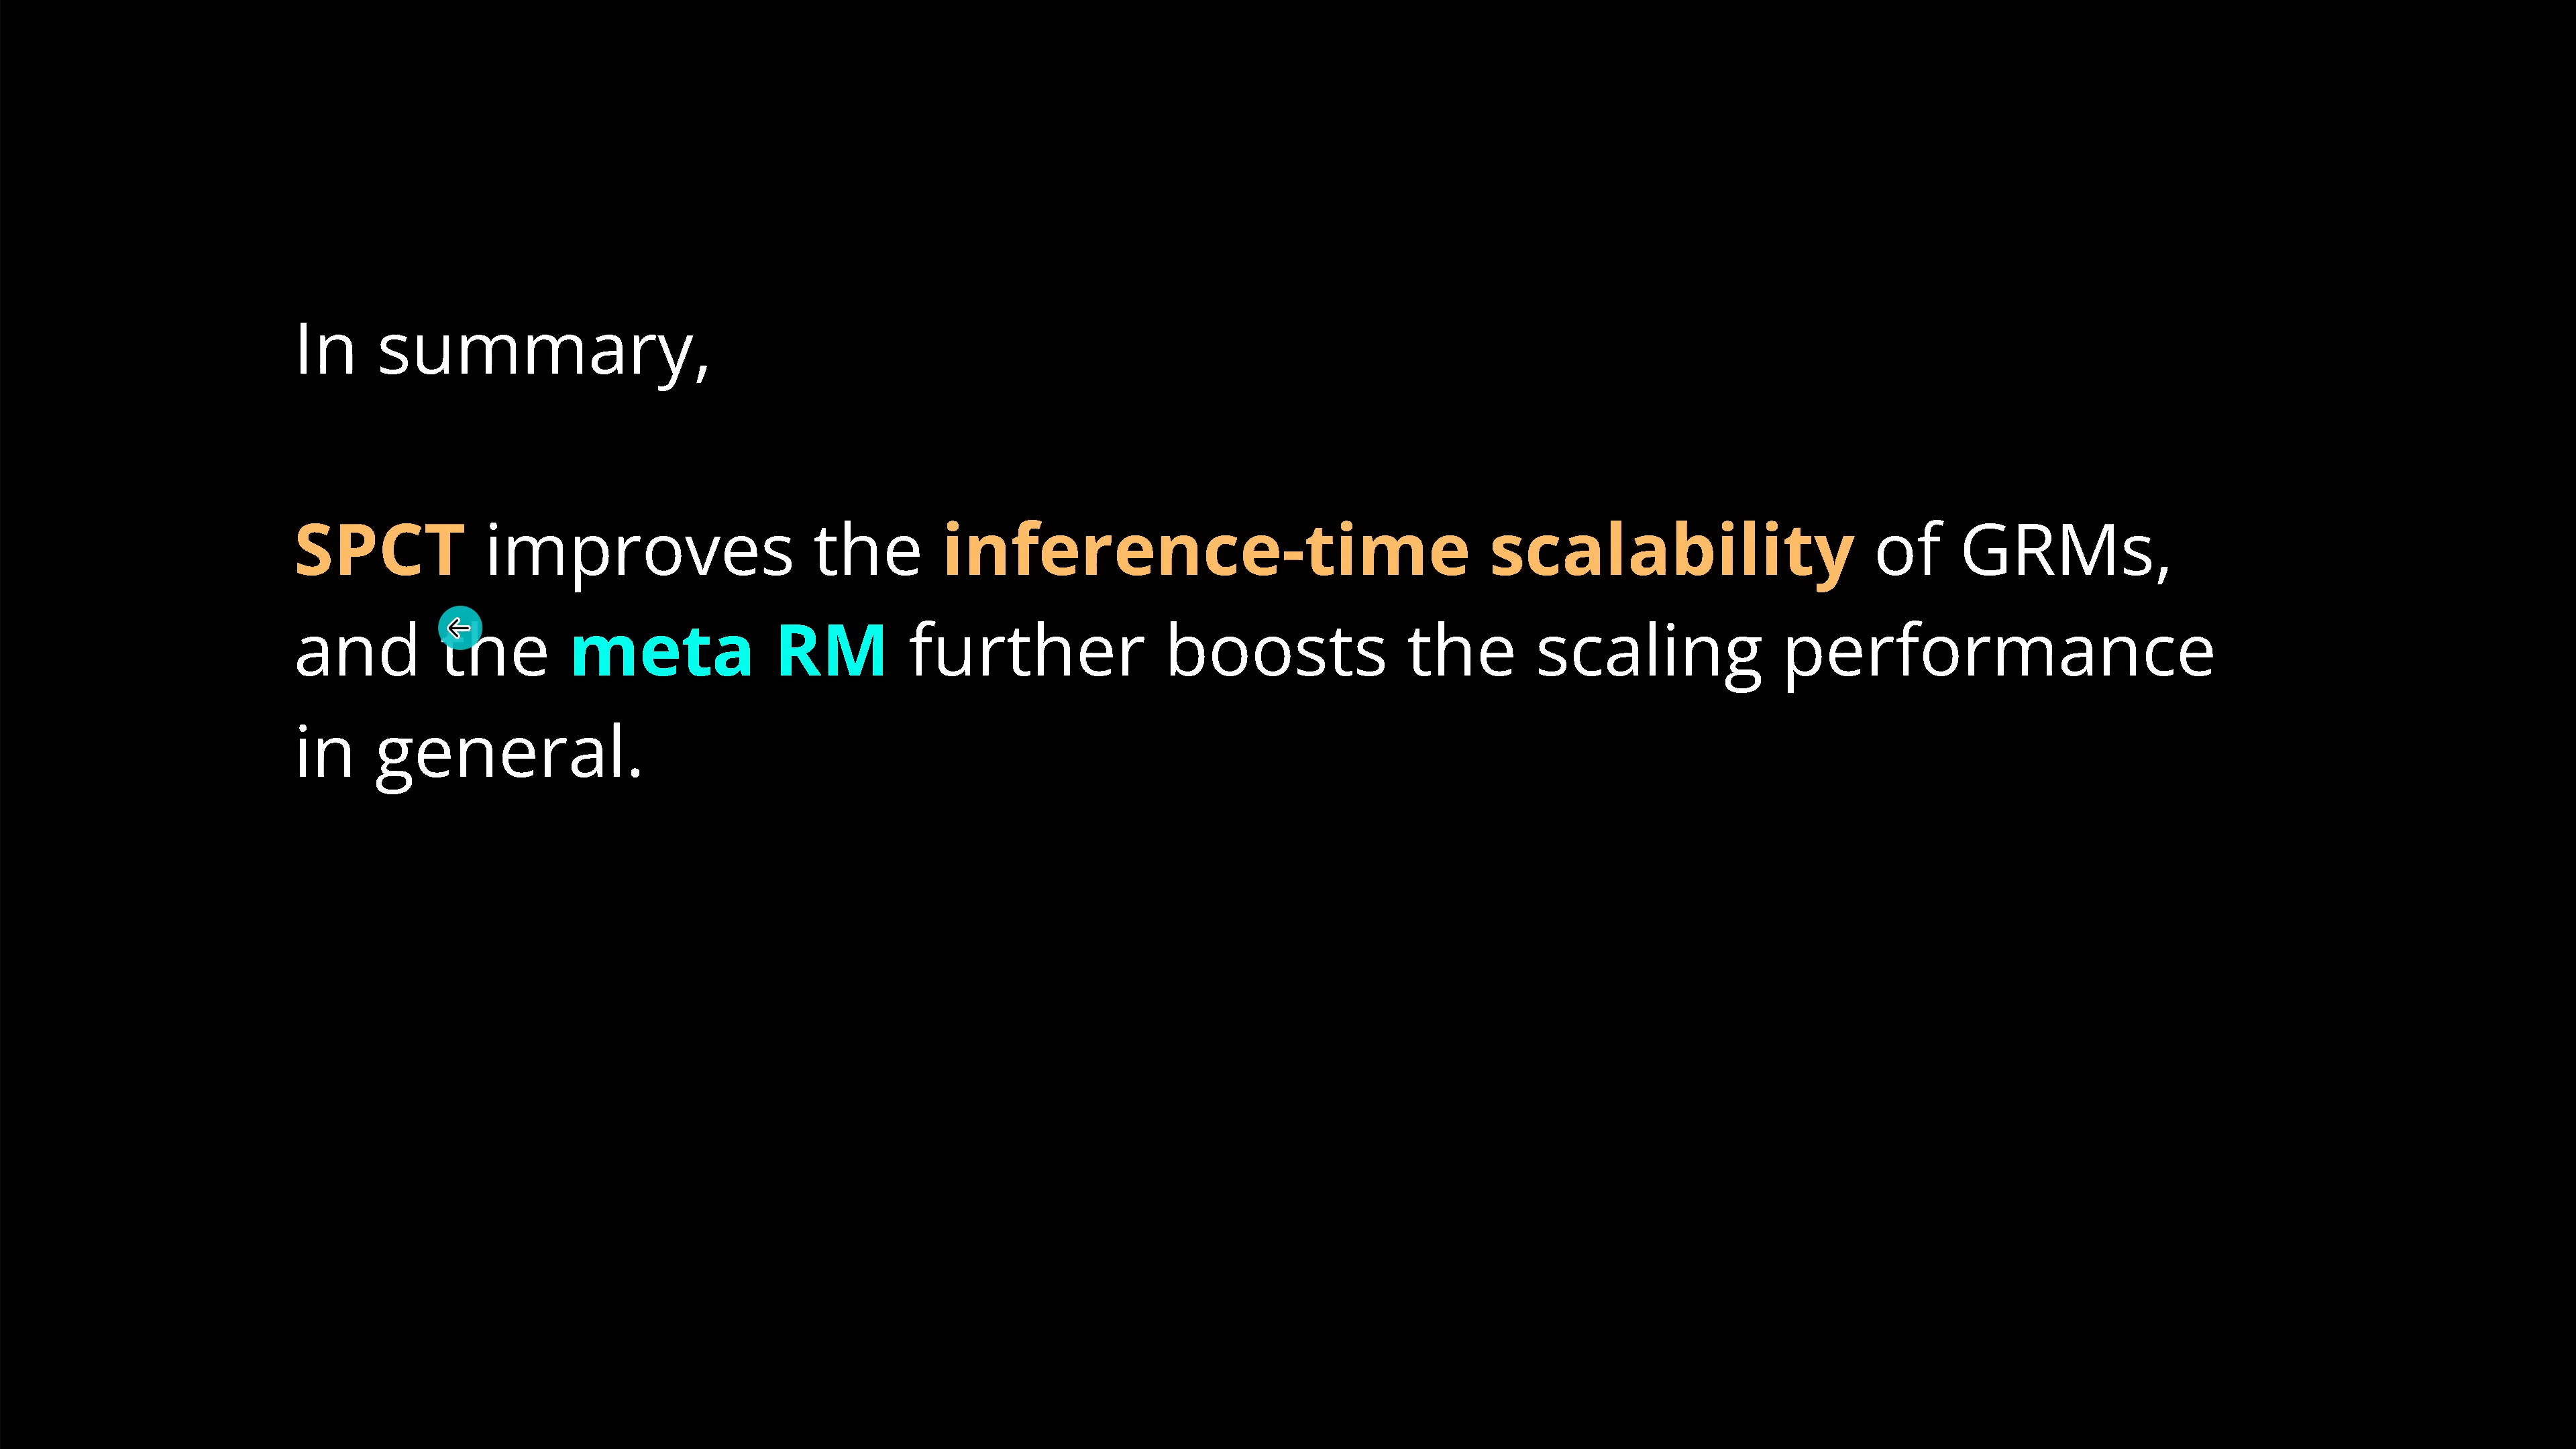 In summary,
SPCT improves the inference-time scalability of GRMs,
and the meta RM further boosts the scaling performance
in general.